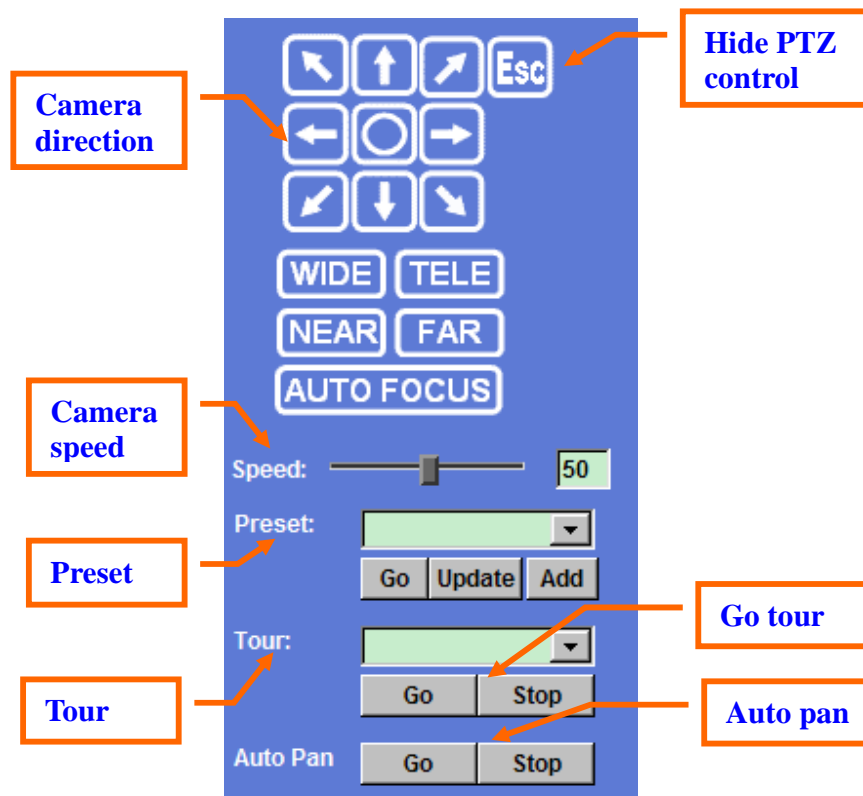 Hide PTZ
control
Esc
Camera
direction
WIDE TELE
NEAR FAR
AUTO FOCUS
Camera
speed
Speed: 50
Preset:
Preset
Go Update Add
Go tour
Tour:
Tour
Go Stop
Auto pan
Auto Pan Go Stop